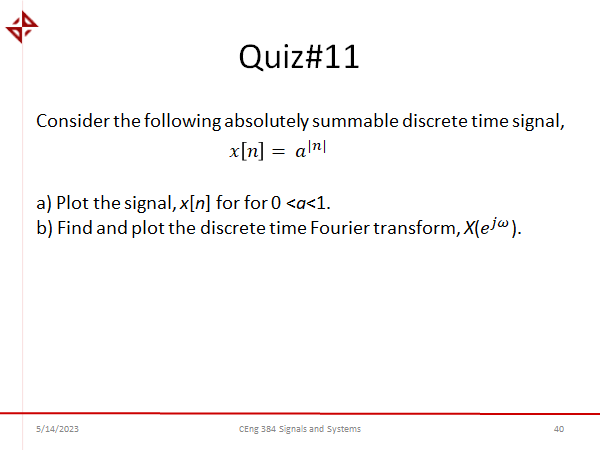 Quiz#11
Consider the following absolutely summable discrete time signal,
x[n] = a^|n|
a) Plot the signal, x[n] for for 0 <a<1.
b) Find and plot the discrete time Fourier transform, X(e^jω).
5/14/2023
CEng 384 Signals and Systems
40